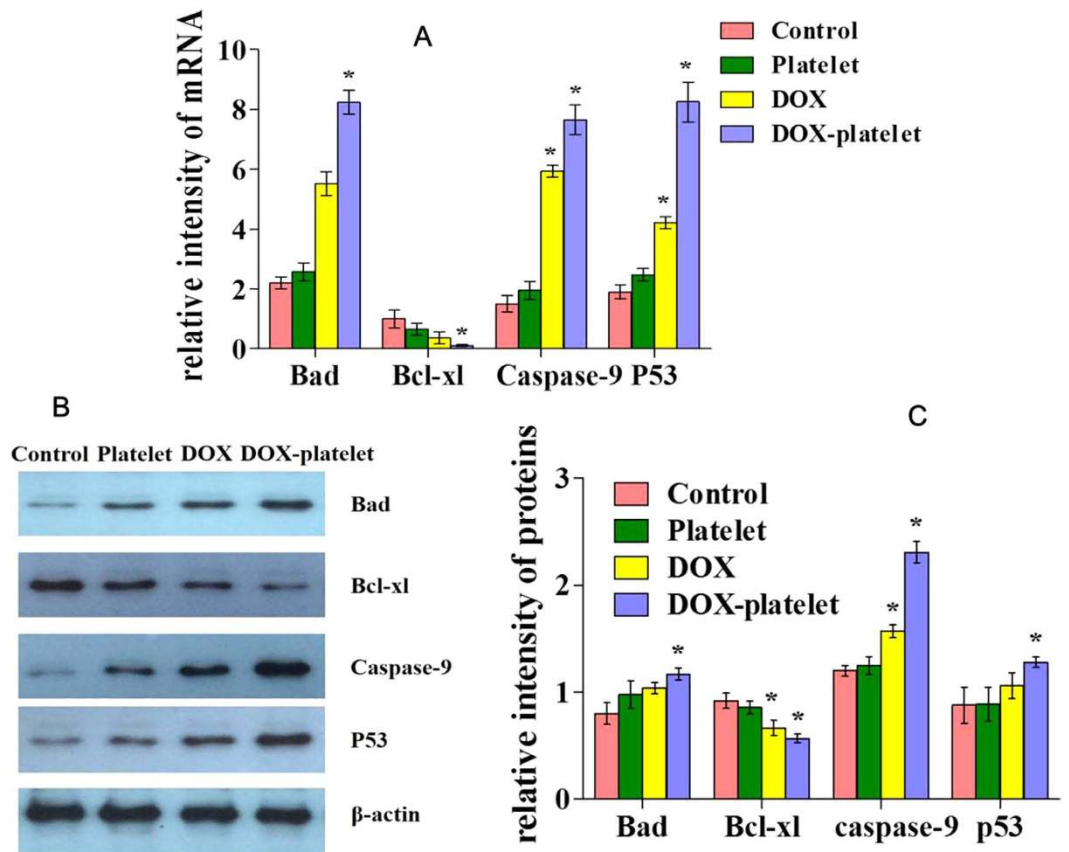 A
Control
Platelet
DOX
DOX-platelet
relative intensity of mRNA
10
8
6
4
2
0
*
*
*
*
*
*
Bad Bcl-xl Caspase-9 P53
B
Control Platelet DOX DOX-platelet
Bad
Bcl-xl
Caspase-9
P53
β-actin
C
relative intensity of proteins
3
2
1
0
Control
Platelet
DOX
DOX-platelet
*
*
*
*
*
*
Bad Bcl-xl caspase-9 p53